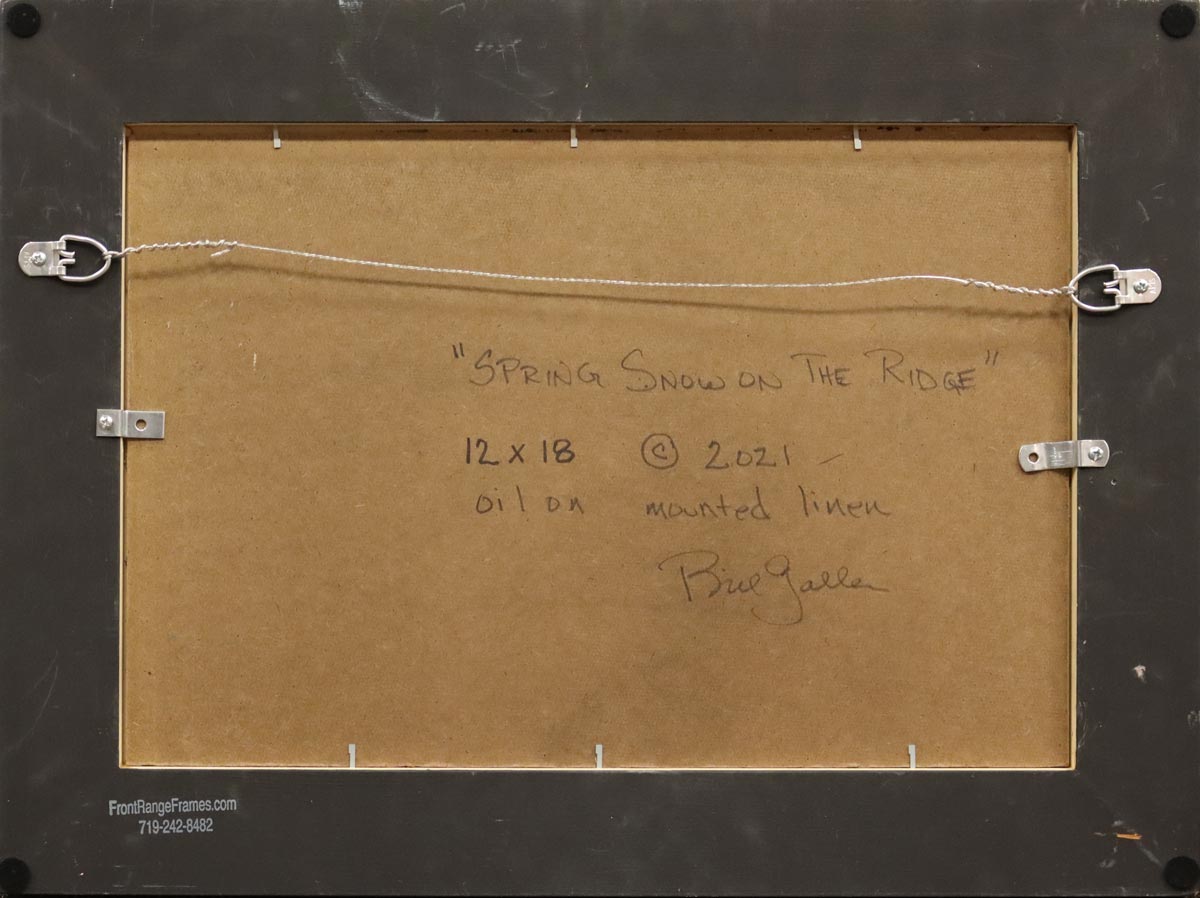 "SPRING SNOW ON THE RIDGE"
12 x 18 © 2021
oil on mounted linen
Bill Gallen
FrontRangeFrames.com
719-242-8482